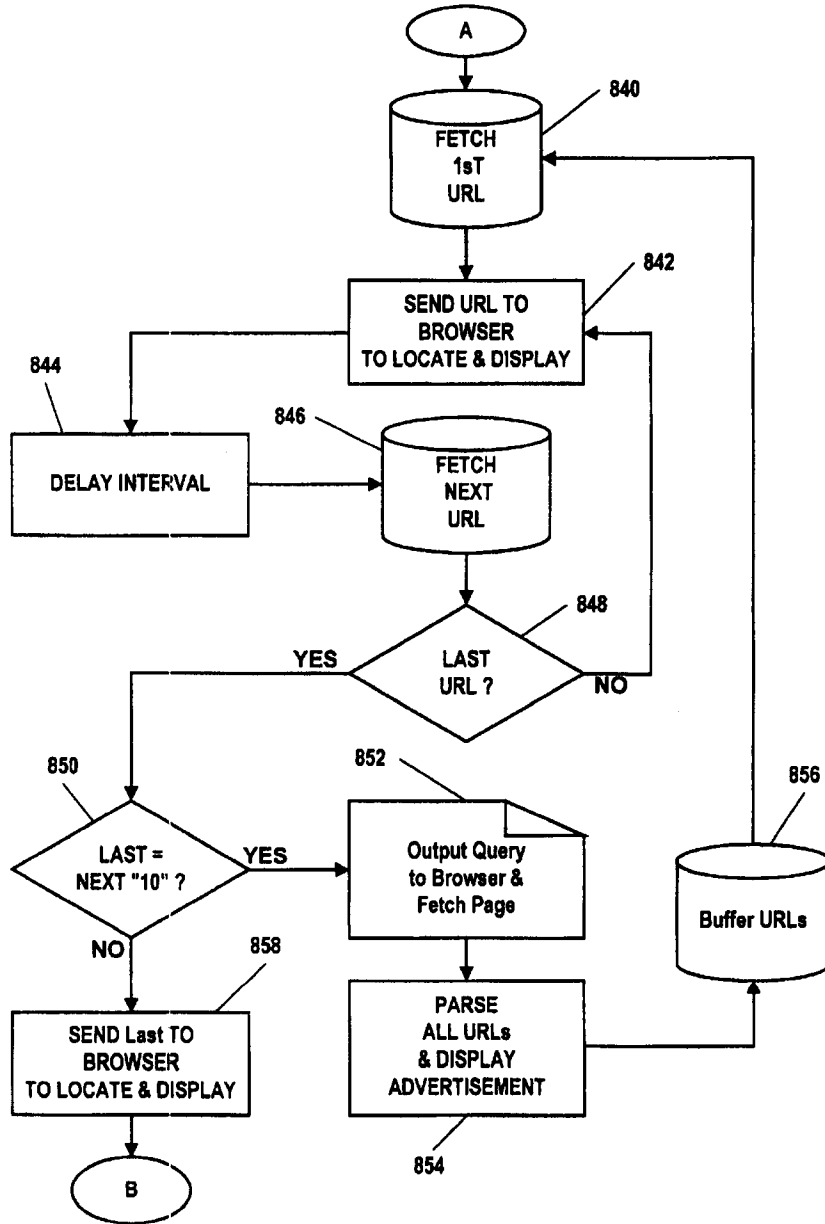 A
840
FETCH
1sT
URL
842
SEND URL TO
BROWSER
TO LOCATE & DISPLAY
844
DELAY INTERVAL
846
FETCH
NEXT
URL
848
LAST
URL ?
YES
NO
850
LAST =
NEXT "10" ?
YES
NO
852
Output Query
to Browser &
Fetch Page
856
Buffer URLs
858
SEND Last TO
BROWSER
TO LOCATE & DISPLAY
PARSE
ALL URLs
& DISPLAY
ADVERTISEMENT
854
B